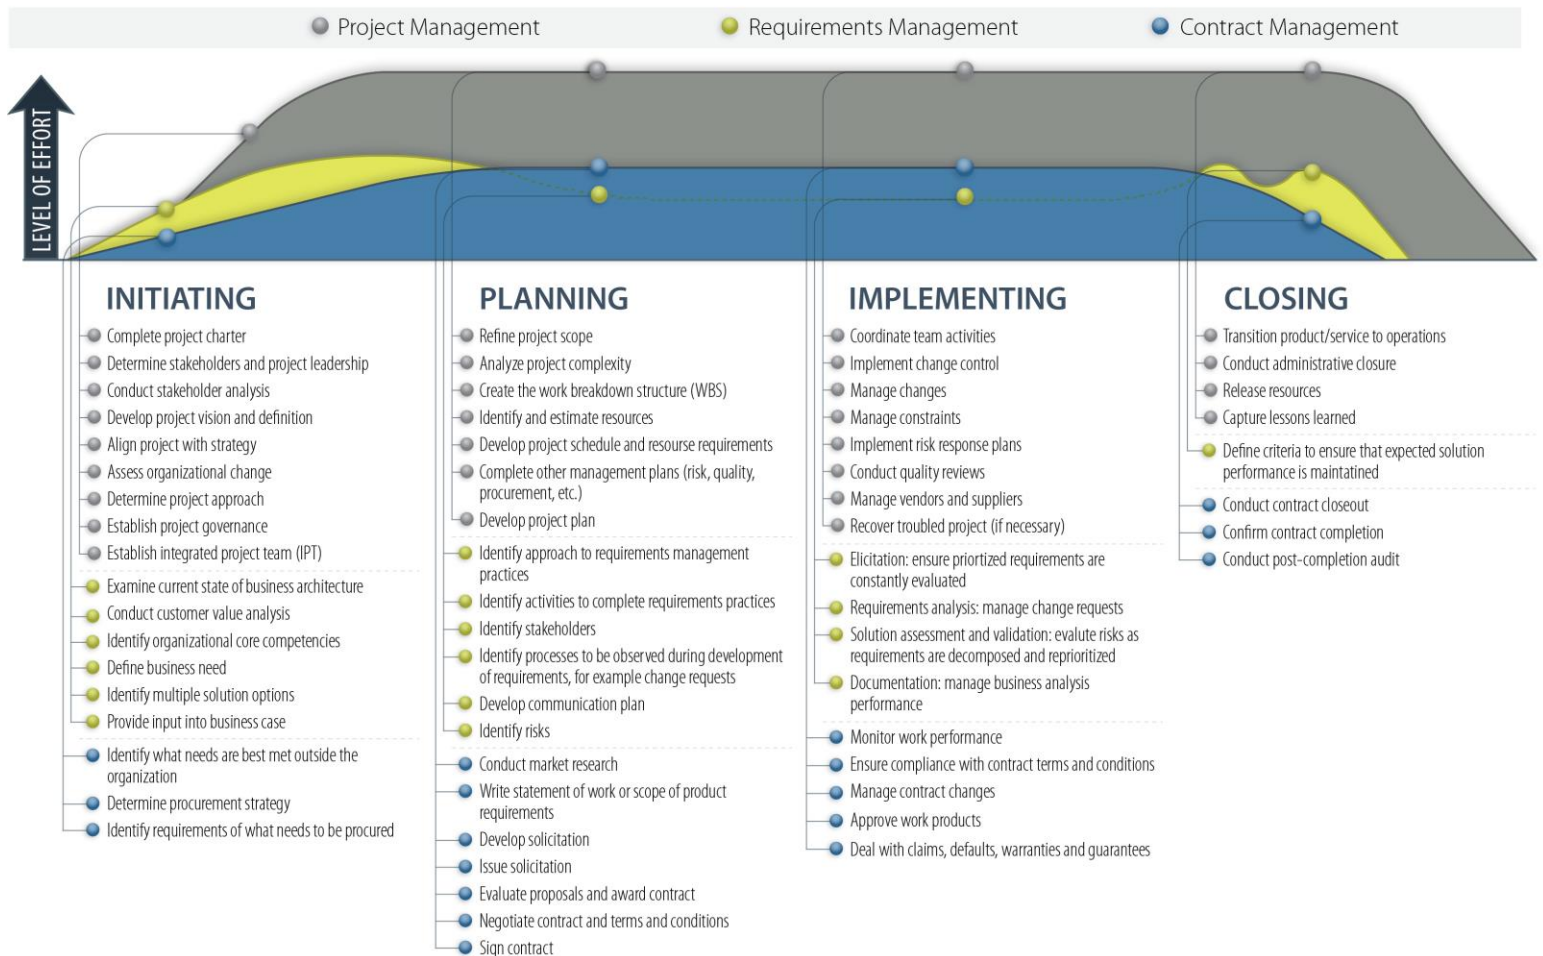 Project Management
Requirements Management
Contract Management
LEVEL OF EFFORT
INITIATING
Complete project charter
Determine stakeholders and project leadership
Conduct stakeholder analysis
Develop project vision and definition
Align project with strategy
Assess organizational change
Determine project approach
Establish project governance
Establish integrated project team (IPT)
Examine current state of business architecture
Conduct customer value analysis
Identify organizational core competencies
Define business need
Identify multiple solution options
Provide input into business case
Identify what needs are best met outside the
organization
Determine procurement strategy
Identify requirements of what needs to be procured
PLANNING
Refine project scope
Analyze project complexity
Create the work breakdown structure (WBS)
Identify and estimate resources
Develop project schedule and resourse requirements
Complete other management plans (risk, quality,
procurement, etc.)
Develop project plan
Identify approach to requirements management
practices
Identify activities to complete requirements practices
Identify stakeholders
Identify processes to be observed during development
of requirements, for example change requests
Develop communication plan
Identify risks
Conduct market research
Write statement of work or scope of product
requirements
Develop solicitation
Issue solicitation
Evaluate proposals and award contract
Negotiate contract and terms and conditions
Sign contract
IMPLEMENTING
Coordinate team activities
Implement change control
Manage changes
Manage constraints
Implement risk response plans
Conduct quality reviews
Manage vendors and suppliers
Recover troubled project (if necessary)
Elicitation: ensure priortized requirements are
constantly evaluated
Requirements analysis: manage change requests
Solution assessment and validation: evalute risks as
requirements are decomposed and reprioritized
Documentation: manage business analysis
performance
Monitor work performance
Ensure compliance with contract terms and conditions
Manage contract changes
Approve work products
Deal with claims, defaults, warranties and guarantees
CLOSING
Transition product/service to operations
Conduct administrative closure
Release resources
Capture lessons learned
Define criteria to ensure that expected solution
performance is maintatined
Conduct contract closeout
Confirm contract completion
Conduct post-completion audit